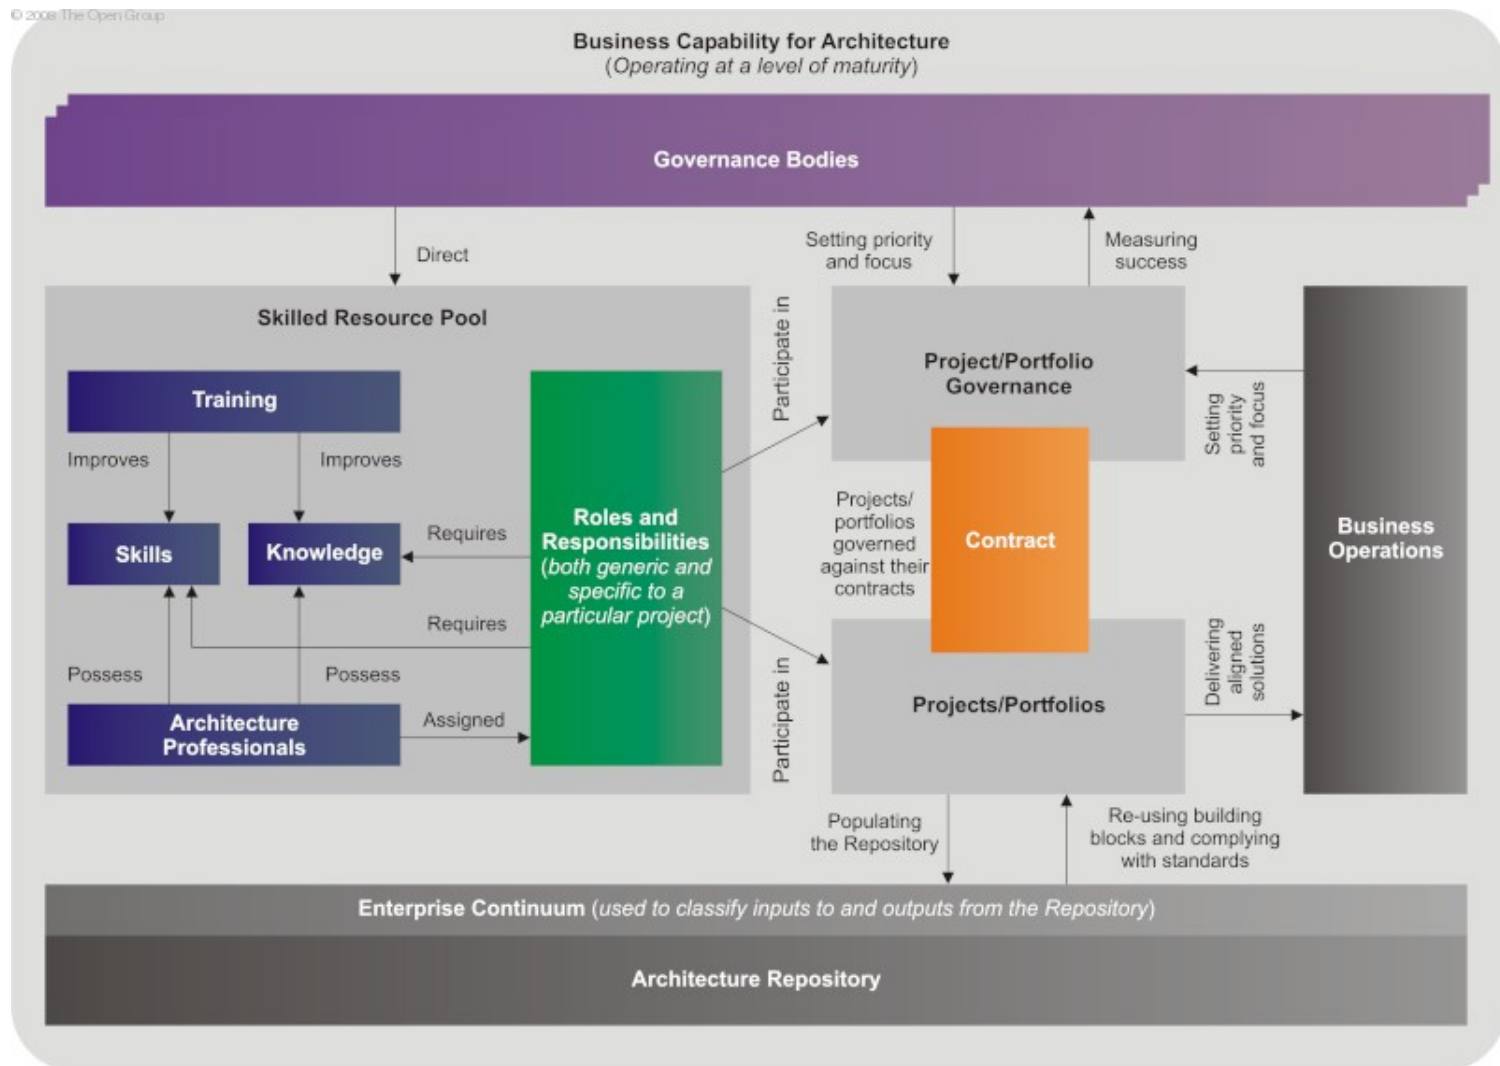 © 2008 The Open Group
Business Capability for Architecture
(Operating at a level of maturity)
Governance Bodies
Direct
Setting priority
and focus
Measuring
success
Skilled Resource Pool
Training
Improves
Improves
Skills
Knowledge
Requires
Requires
Possess
Possess
Architecture
Professionals
Assigned
Roles and
Responsibilities
(both generic and
specific to a
particular project)
Participate in
Participate in
Project/Portfolio
Governance
Projects/
portfolios
governed
against their
contracts
Contract
Projects/Portfolios
Setting
priority
and focus
Delivering
aligned
solutions
Business
Operations
Populating
the Repository
Re-using building
blocks and complying
with standards
Enterprise Continuum (used to classify inputs to and outputs from the Repository)
Architecture Repository